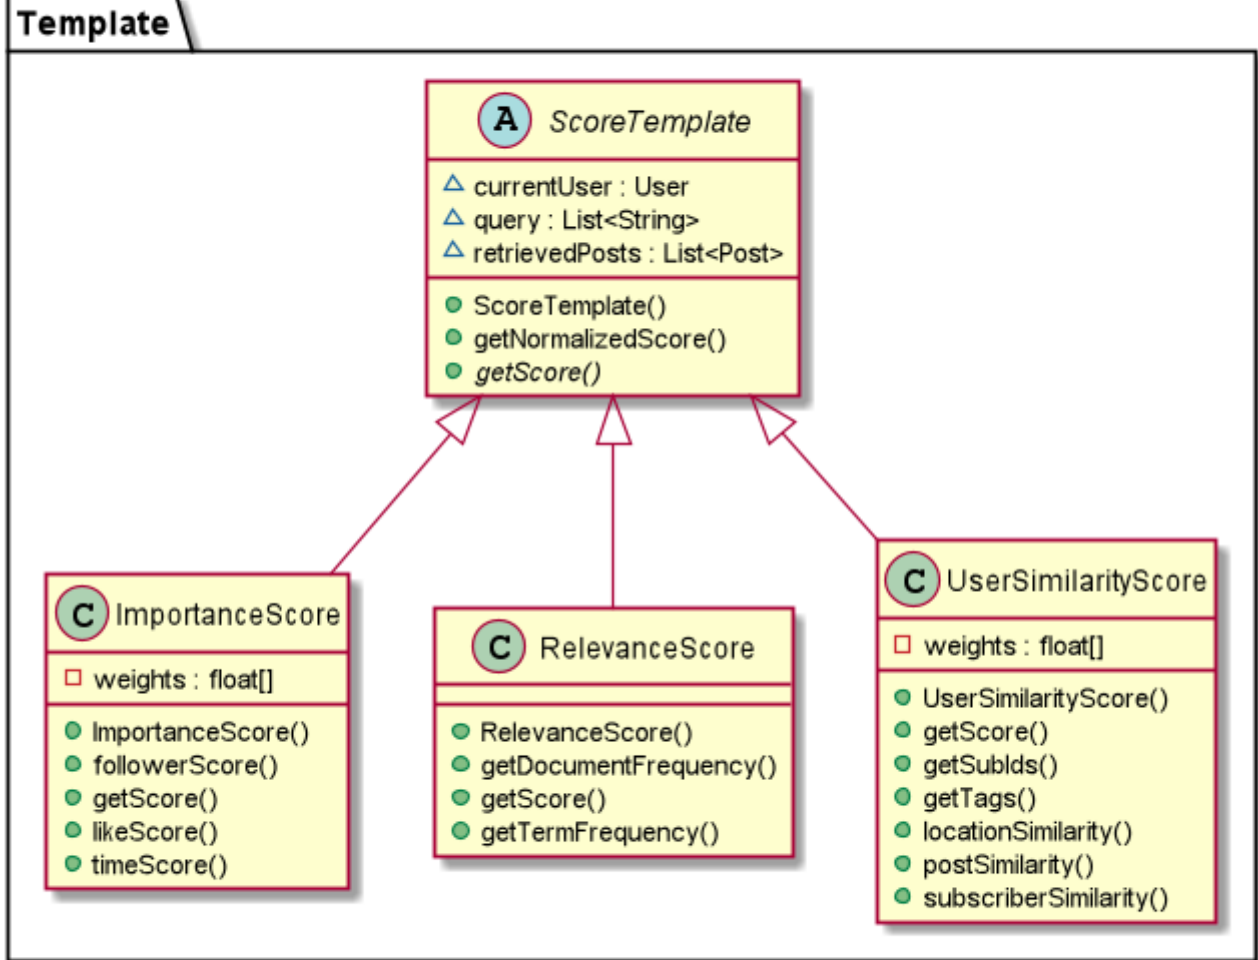 Template
A ScoreTemplate
currentUser : User
query : List<String>
retrievedPosts : List<Post>
ScoreTemplate()
getNormalizedScore()
getScore()
C ImportanceScore
weights : float[]
ImportanceScore()
followerScore()
getScore()
likeScore()
timeScore()
C RelevanceScore
RelevanceScore()
getDocumentFrequency()
getScore()
getTermFrequency()
C UserSimilarityScore
weights : float[]
UserSimilarityScore()
getScore()
getSubIds()
getTags()
locationSimilarity()
postSimilarity()
subscriberSimilarity()